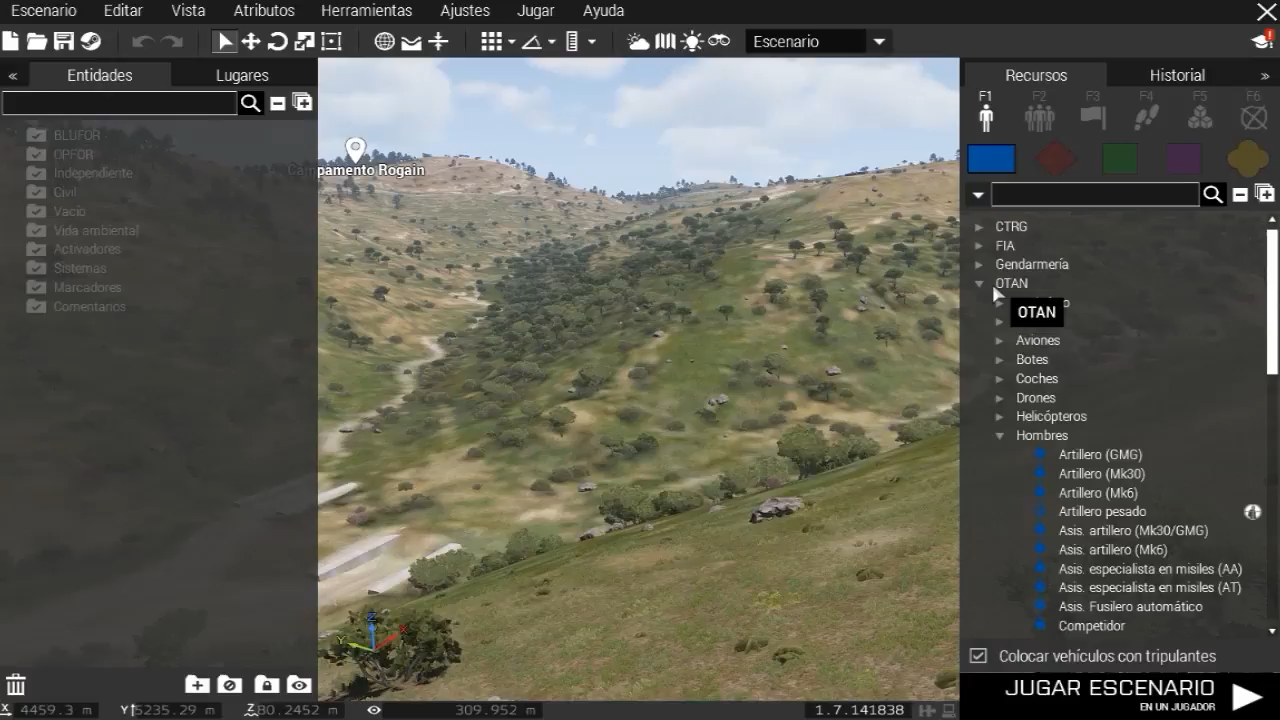 Escenario Editar Vista Atributos Herramientas Ajustes Jugar Ayuda
Escenario
Entidades Lugares
Recursos Historial
F1 F2 F3 F4 F5 F6
BLUFOR
OPFOR
Independiente
Civil
Vacío
Vida ambiental
Activadores
Sistemas
Marcadores
Comentarios
Campamento Rogain
CTRG
FIA
Gendarmería
OTAN
OTAN
Aviones
Botes
Coches
Drones
Helicópteros
Hombres
Artillero (GMG)
Artillero (Mk30)
Artillero (Mk6)
Artillero pesado
Asis. artillero (Mk30/GMG)
Asis. artillero (Mk6)
Asis. especialista en misiles (AA)
Asis. especialista en misiles (AT)
Asis. Fusilero automático
Competidor
Colocar vehículos con tripulantes
JUGAR ESCENARIO
EN UN JUGADOR
Z
Y X
X 4459.3 m Y 5235.29 m Z 80.2452 m 309.952 m 1.7.141838